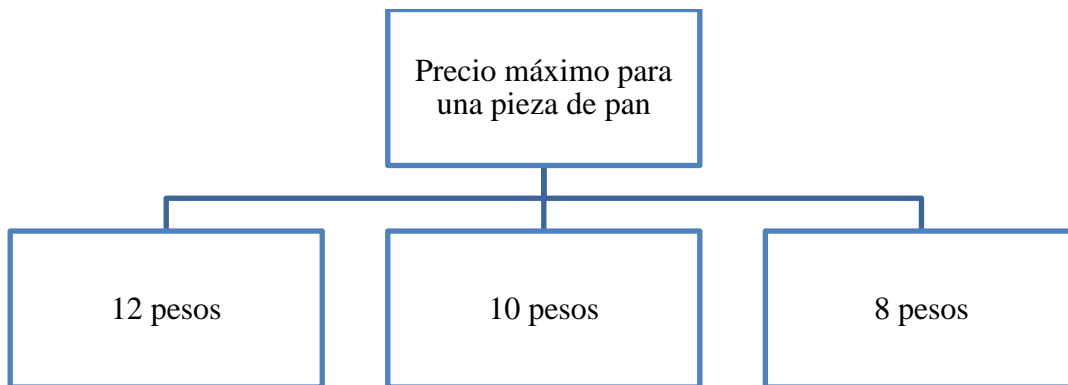 Precio máximo para
una pieza de pan
12 pesos
10 pesos
8 pesos